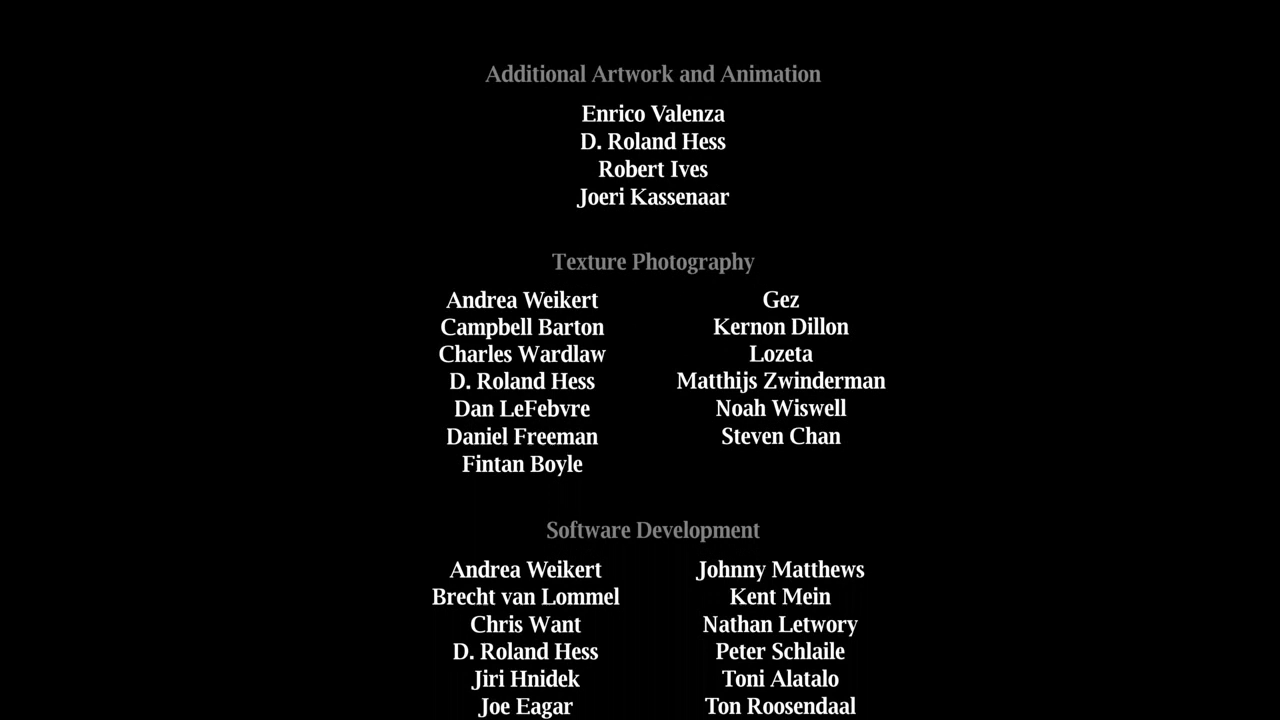 Additional Artwork and Animation
Enrico Valenza
D. Roland Hess
Robert Ives
Joeri Kassenaar
Texture Photography
Andrea Weikert
Campbell Barton
Charles Wardlaw
D. Roland Hess
Dan LeFebvre
Daniel Freeman
Fintan Boyle
Gez
Kernon Dillon
Lozeta
Matthijs Zwinderman
Noah Wiswell
Steven Chan
Software Development
Andrea Weikert
Brecht van Lommel
Chris Want
D. Roland Hess
Jiri Hnidek
Joe Eagar
Johnny Matthews
Kent Mein
Nathan Letwory
Peter Schlaile
Toni Alatalo
Ton Roosendaal